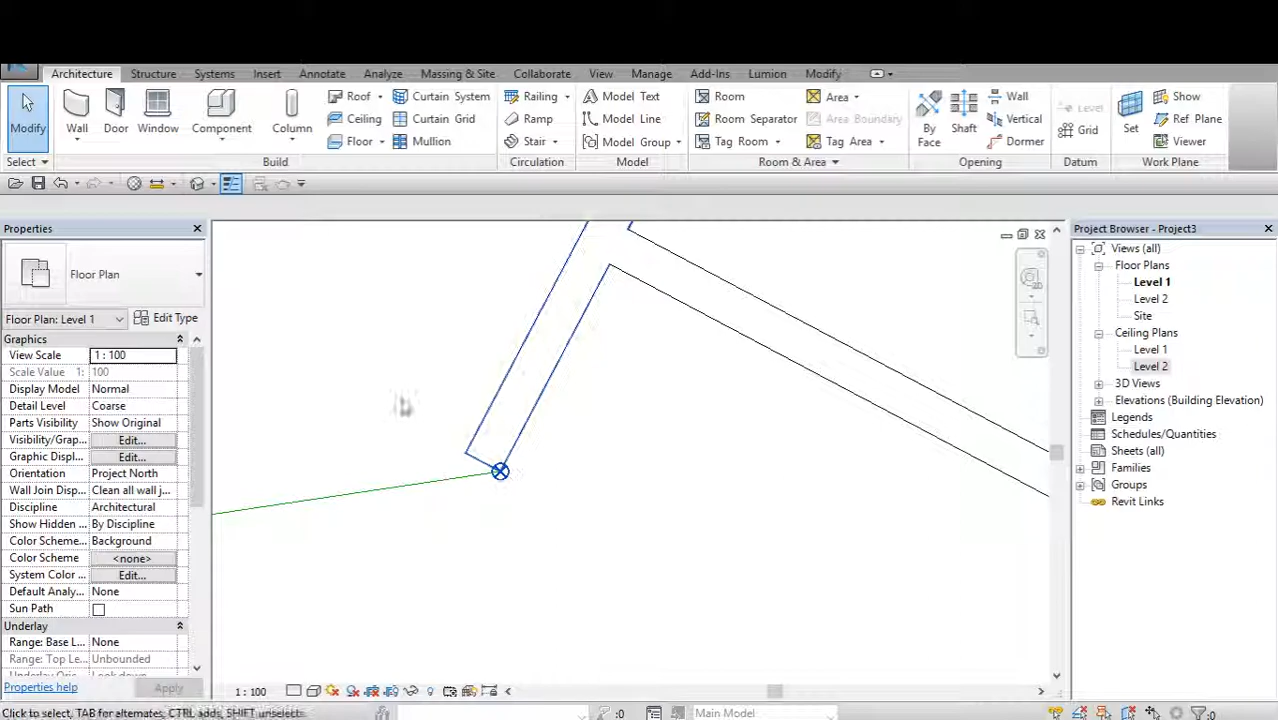 Architecture Structure Systems Insert Annotate Analyze Massing & Site Collaborate View Manage Add-Ins Lumion Modify
Modify Wall Door Window Component Column
Roof Curtain System
Ceiling Curtain Grid
Floor Mullion
Railing
Ramp
Stair
Model Text
Model Line
Model Group
Room Area
Room Separator Area Boundary
Tag Room Tag Area
By Face Shaft
Wall
Vertical
Dormer
Level
Grid
Set
Show
Ref Plane
Viewer
Select Build Circulation Model Room & Area Opening Datum Work Plane
Properties
Floor Plan
Floor Plan: Level 1 Edit Type
Graphics
View Scale 1 : 100
Scale Value 1: 100
Display Model Normal
Detail Level Coarse
Parts Visibility Show Original
Visibility/Grap... Edit...
Graphic Displ... Edit...
Orientation Project North
Wall Join Disp... Clean all wall j...
Discipline Architectural
Show Hidden ... By Discipline
Color Scheme... Background
Color Scheme <none>
System Color ... Edit...
Default Analy... None
Sun Path
Underlay
Range: Base L... None
Range: Top Le... Unbounded
Properties help Apply
1 : 100
Click to select, TAB for alternates, CTRL adds, SHIFT unselects.
:0 Main Model :0
Project Browser - Project3
Views (all)
Floor Plans
Level 1
Level 2
Site
Ceiling Plans
Level 1
Level 2
3D Views
Elevations (Building Elevation)
Legends
Schedules/Quantities
Sheets (all)
Families
Groups
Revit Links